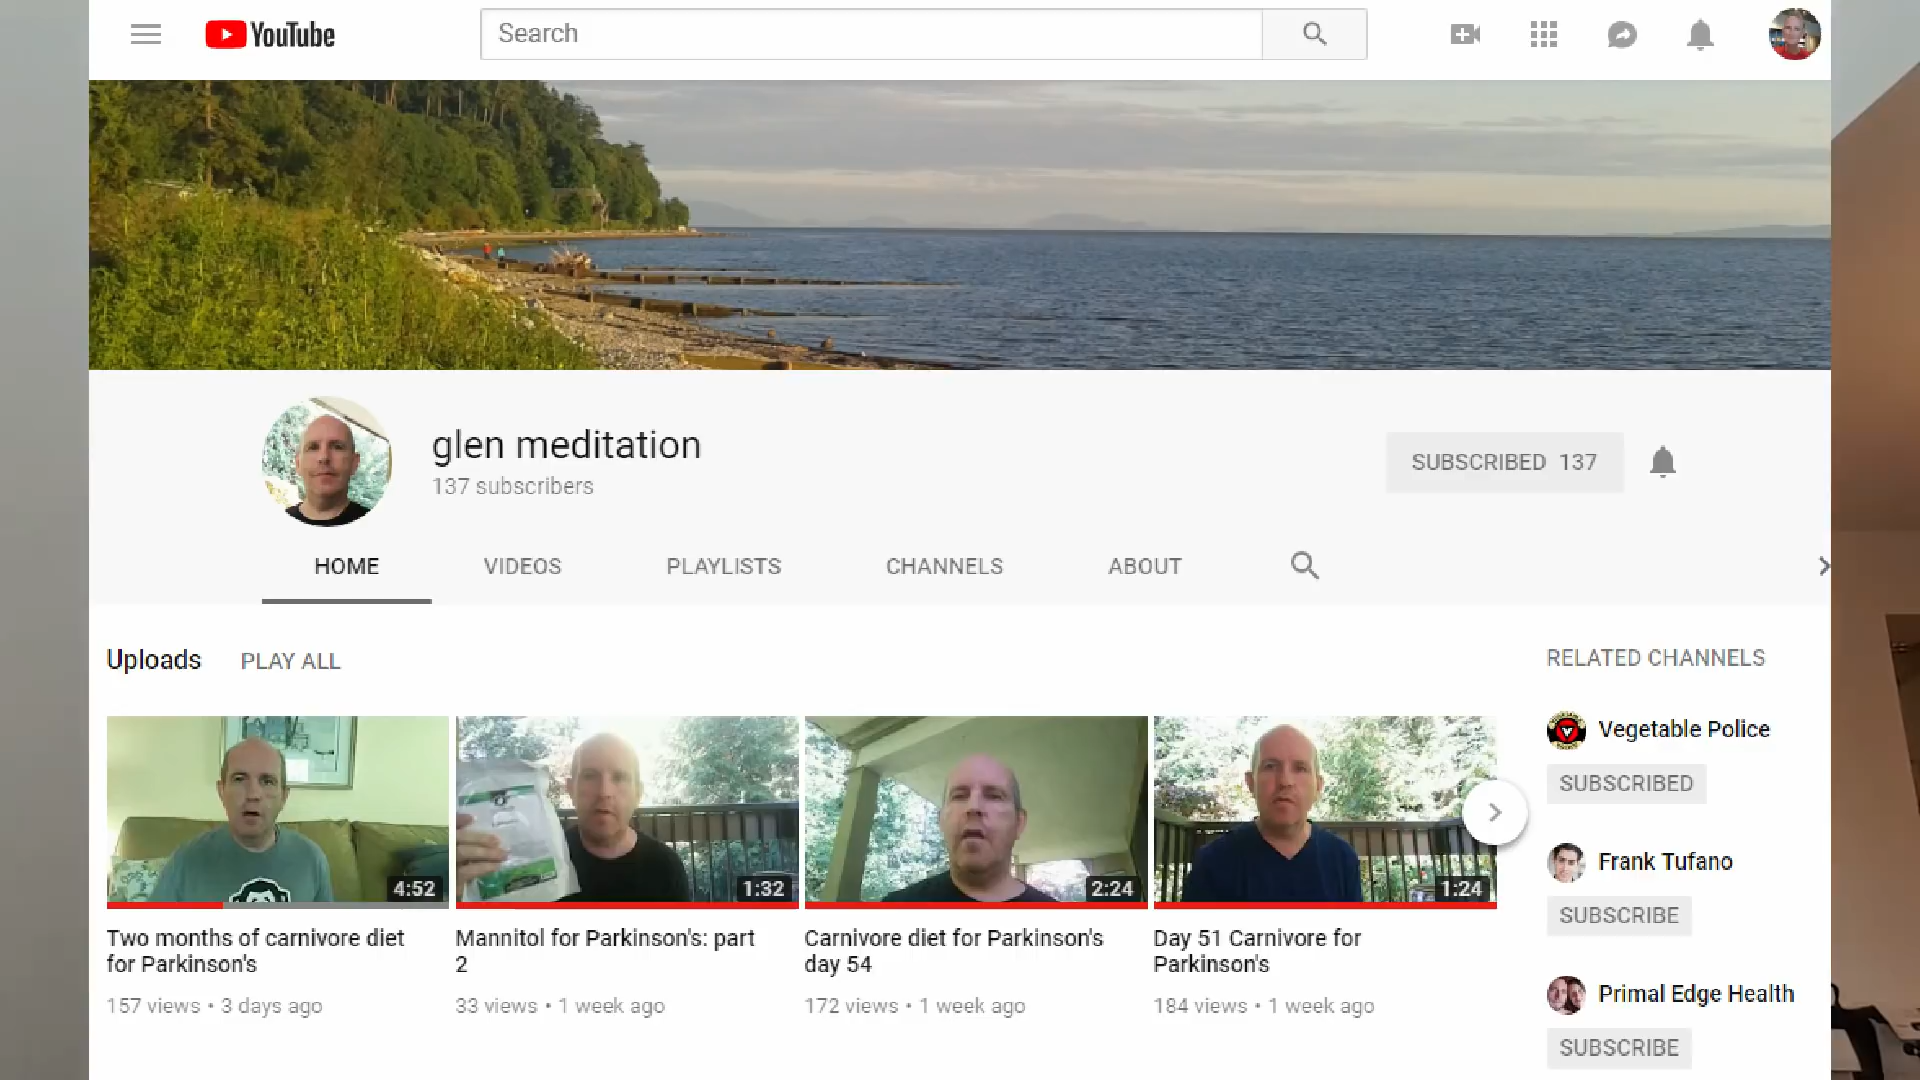 YouTube
Search
glen meditation
137 subscribers
SUBSCRIBED 137
HOME
VIDEOS
PLAYLISTS
CHANNELS
ABOUT
Uploads
PLAY ALL
4:52
Two months of carnivore diet
for Parkinson's
157 views • 3 days ago
1:32
Mannitol for Parkinson's: part
2
33 views • 1 week ago
2:24
Carnivore diet for Parkinson's
day 54
172 views • 1 week ago
1:24
Day 51 Carnivore for
Parkinson's
184 views • 1 week ago
RELATED CHANNELS
Vegetable Police
SUBSCRIBED
Frank Tufano
SUBSCRIBE
Primal Edge Health
SUBSCRIBE